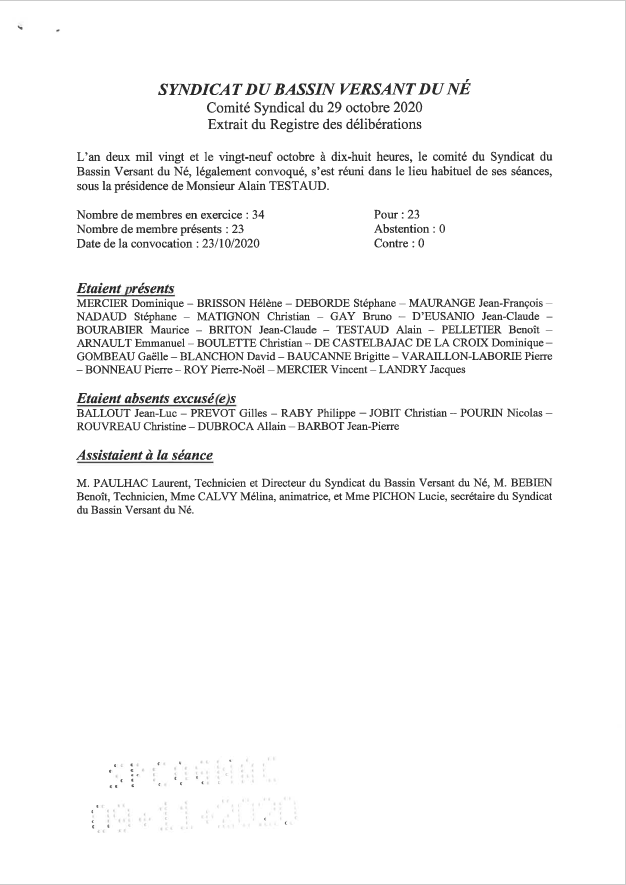 SYNDICAT DU BASSIN VERSANT DU NÉ
Comité Syndical du 29 octobre 2020
Extrait du Registre des délibérations
L'an deux mil vingt et le vingt-neuf octobre à dix-huit heures, le comité du Syndicat du
Bassin Versant du Né, légalement convoqué, s'est réuni dans le lieu habituel de ses séances,
sous la présidence de Monsieur Alain TESTAUD.
Nombre de membres en exercice : 34
Nombre de membre présents : 23
Date de la convocation : 23/10/2020
Pour : 23
Abstention : 0
Contre : 0
Etaient présents
MERCIER Dominique – BRISSON Hélène – DEBORDE Stéphane – MAURANGE Jean-François –
NADAUD Stéphane – MATIGNON Christian – GAY Bruno – D'EUSANIO Jean-Claude –
BOURABIER Maurice – BRITON Jean-Claude – TESTAUD Alain – PELLETIER Benoît –
ARNAULT Emmanuel – BOULETTE Christian – DE CASTELBAJAC DE LA CROIX Dominique –
GOMBEAU Gaëlle – BLANCHON David – BAUCANNE Brigitte – VARAILLON-LABORIE Pierre
– BONNEAU Pierre – ROY Pierre-Noël – MERCIER Vincent – LANDRY Jacques
Etaient absents excusé(e)s
BALLOUT Jean-Luc – PREVOT Gilles – RABY Philippe – JOBIT Christian – POURIN Nicolas –
ROUVREAU Christine – DUBROCA Allain – BARBOT Jean-Pierre
Assistaient à la séance
M. PAULHAC Laurent, Technicien et Directeur du Syndicat du Bassin Versant du Né, M. BEBIEN
Benoît, Technicien, Mme CALVY Mélina, animatrice, et Mme PICHON Lucie, secrétaire du Syndicat
du Bassin Versant du Né.
SPCOGNAC
09*11*2020